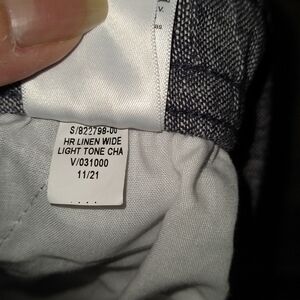 V.
S/822798-00
HR LINEN WIDE
LIGHT TONE CHA
V/031000
11/21